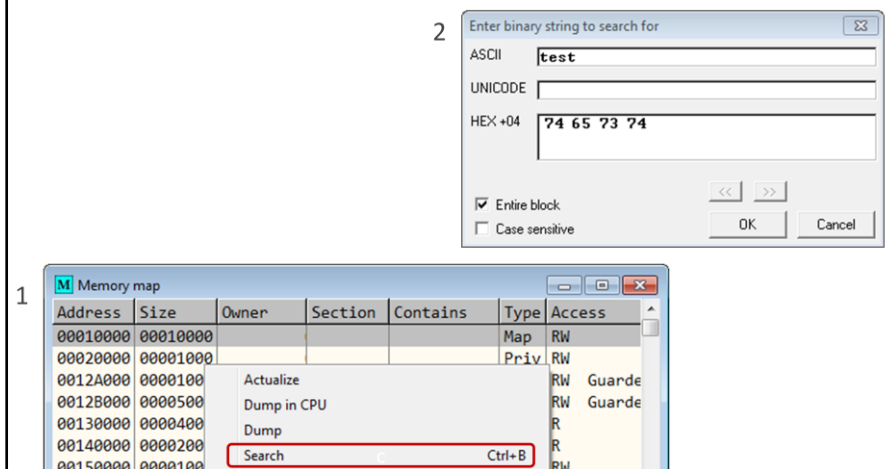 2
Enter binary string to search for
ASCII test
UNICODE
HEX +04 74 65 73 74
<< >>
Entire block
Case sensitive
OK Cancel
1
M Memory map
Address Size Owner Section Contains Type Access
00010000 00010000 Map RW
00020000 00001000 Priv RW
0012A000 0000100 RW Guarde
0012B000 0000500 RW Guarde
00130000 0000400 R
00140000 0000200 R
00150000 0000100 RW
Actualize
Dump in CPU
Dump
Search Ctrl+B